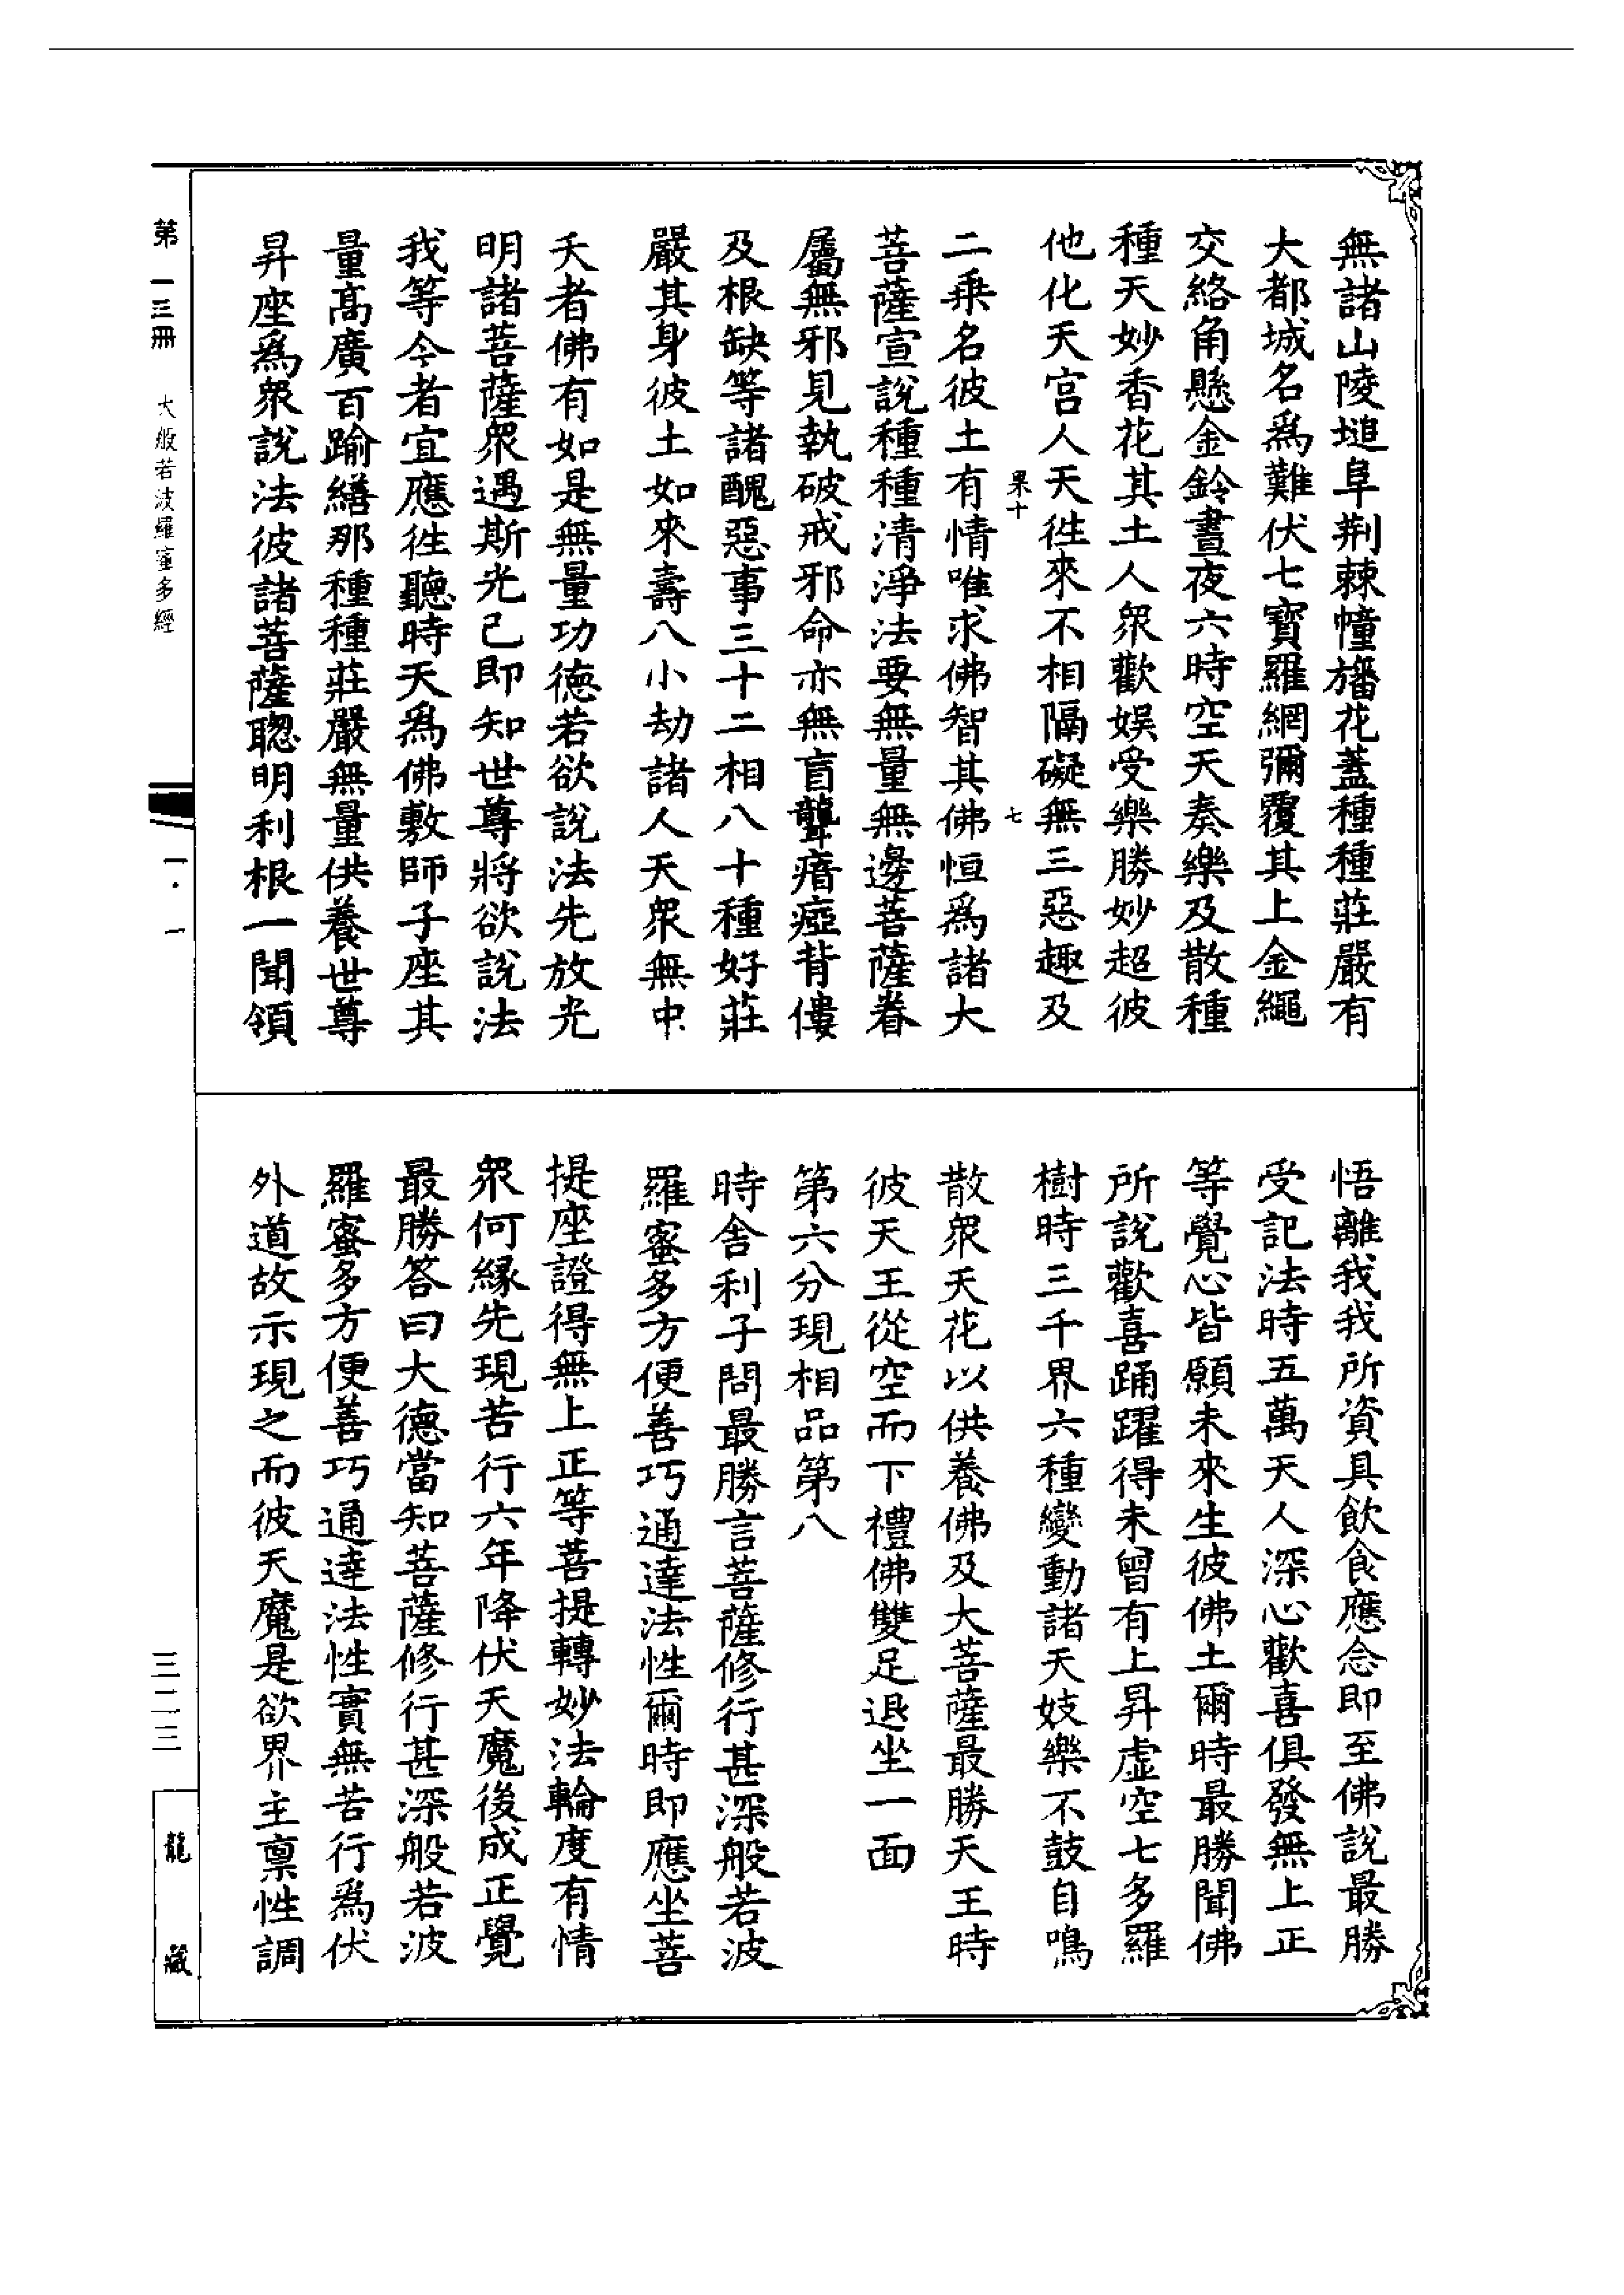 無諸山陵塠阜荆棘幢旛花蓋種種莊嚴有
大都城名爲難伏七寳羅網彌覆其上金繩
交絡角懸金鈴晝夜六時空天奏樂及散種
種天妙香花其土人衆歡娛受樂勝妙超彼
他化天宫人天徃來不相隔礙無三惡趣及
果十 七
二乗名彼土有情唯求佛智其佛恒爲諸大
菩薩宣説種種清淨法要無量無邊菩薩眷
屬無邪見執破戒邪命亦無盲聾瘖瘂背僂
及根缺等諸醜惡事三十二相八十種好莊
嚴其身彼土如來壽八小劫諸人天衆無中
夭者佛有如是無量功德若欲説法先放光
明諸菩薩衆遇斯光已即知世尊將欲説法
我等令者宜應徃聽時天爲佛敷師子座其
量高廣百踰繕那種種莊嚴無量供養世尊
昇座爲衆説法彼諸菩薩聰明利根一聞領
悟離我我所資具飲食應念即至佛説最勝
受記法時五萬天人深心歡喜俱發無上正
等覺心皆願未來生彼佛土爾時最勝聞佛
所説歡喜踊躍得未曾有上昇虚空七多羅
樹時三千界六種變動諸天妓樂不鼓自鳴
散衆天花以供養佛及大菩薩最勝天王時
彼天王從空而下禮佛雙足退坐一面
第六分現相品第八
時舍利子問最勝言菩薩修行甚深般若波
羅蜜多方便善巧通達法性爾時即應坐菩
提座證得無上正等菩提轉妙法輪度有情
衆何緣先現苦行六年降伏天魔後成正覺
最勝答曰大德當知菩薩修行甚深般若波
羅蜜多方便善巧通達法性實無苦行爲伏
外道故示現之而彼天魔是欲界主禀性調
第一三冊 大般若波羅蜜多經 一·一 三二三 龍藏